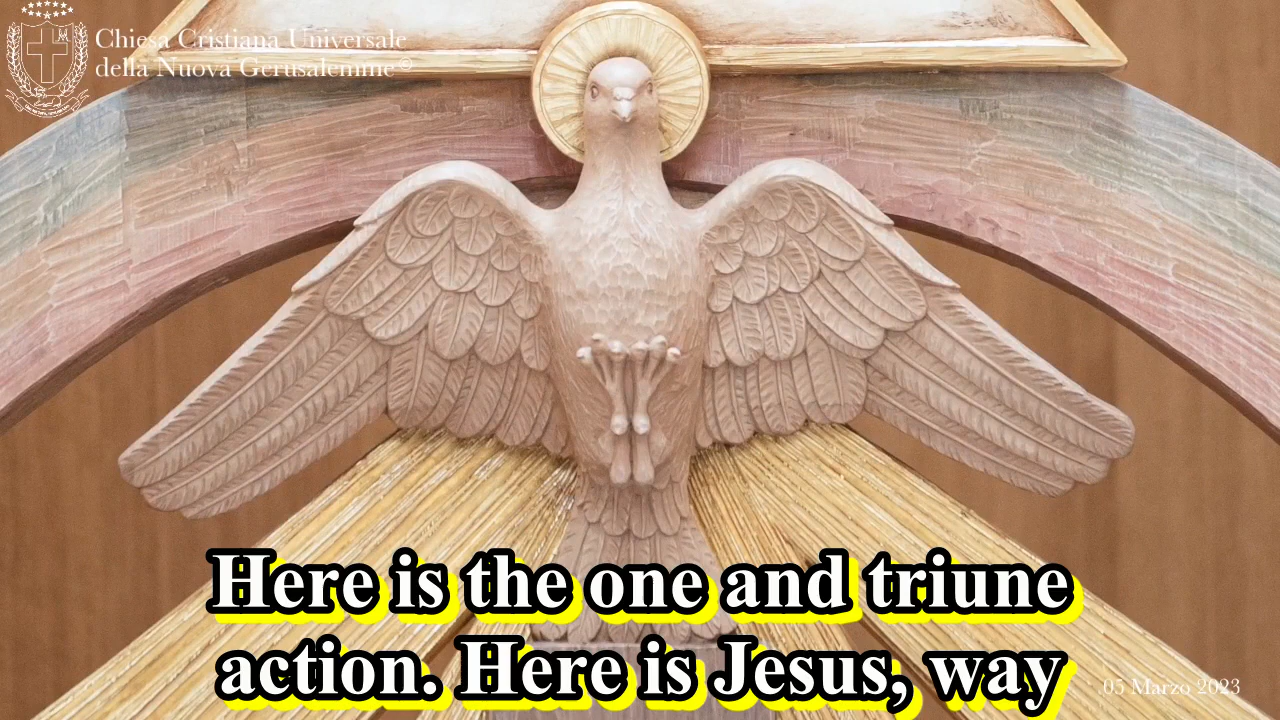 Chiesa Cristiana Universale
della Nuova Gerusalemme©
Here is the one and triune
action. Here is Jesus, way
05 Marzo 2023